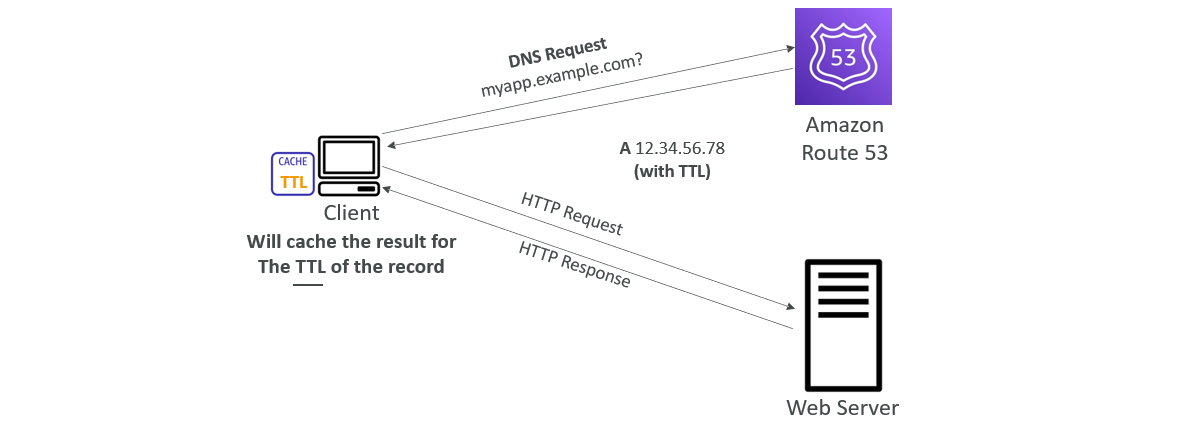 DNS Request
myapp.example.com?
53
Amazon
Route 53
A 12.34.56.78
(with TTL)
CACHE
TTL
Client
Will cache the result for
The TTL of the record
HTTP Request
HTTP Response
Web Server